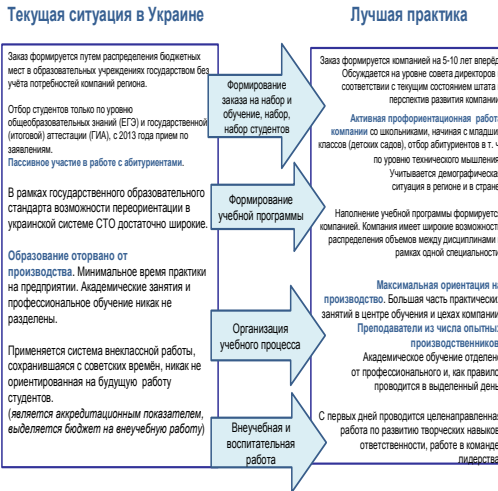 Текущая ситуация в Украине
Лучшая практика
Заказ формируется путем распределения бюджетных
мест в образовательных учреждениях государством без
учёта потребностей компаний региона.
Отбор студентов только по уровню
общеобразовательных знаний (ЕГЭ) и государственной
(итоговой) аттестации (ГИА), с 2013 года прием по
заявлениям.
Пассивное участие в работе с абитуриентами.
В рамках государственного образовательного
стандарта возможности переориентации в
украинской системе СТО достаточно широкие.
Образование оторвано от
производства. Минимальное время практики
на предприятии. Академические занятия и
профессиональное обучение никак не
разделены.
Применяется система внеклассной работы,
сохранившаяся с советских времён, никак не
ориентированная на будущую работу
студентов.
(является аккредитационным показателем,
выделяется бюджет на внеучебную работу)
Формирование
заказа на набор и
обучение, набор,
набор студентов
Формирование
учебной программы
Организация
учебного процесса
Внеучебная и
воспитательная
работа
Заказ формируется компанией на 5-10 лет вперёд
Обсуждается на уровне совета директоров
соответствии с текущим состоянием штата
перспектив развития компании
Активная профориентационная работа
компании со школьниками, начиная с младши
классов (детских садов), отбор абитуриентов в т. ч
по уровню технического мышления
Учитывается демографическая
ситуация в регионе и в стране
Наполнение учебной программы формируетс
компанией. Компания имеет широкие возможност
распределения объемов между дисциплинами
рамках одной специальности
Максимальная ориентация на
производство. Большая часть практических
занятий в центре обучения и цехах компании
Преподаватели из числа опытных
производственников
Академическое обучение отделено
от профессионального и, как правило
проводится в выделенный день
С первых дней проводится целенаправленная
работа по развитию творческих навыков
ответственности, работе в команде
лидерства